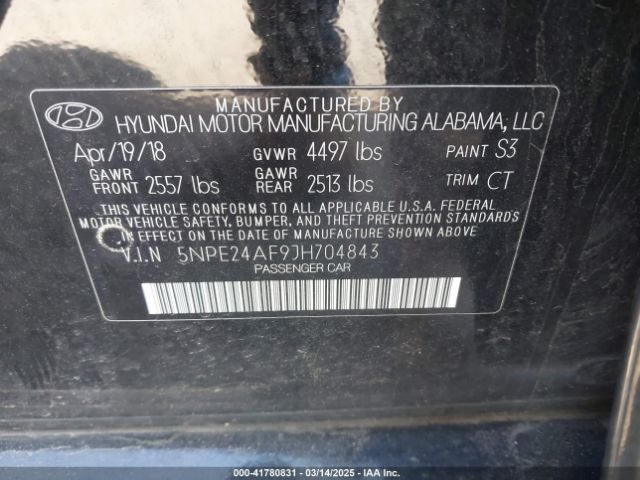 MANUFACTURED BY
HYUNDAI MOTOR MANUFACTURING ALABAMA, LLC
Apr/19/18 GVWR 4497 lbs PAINT S3
GAWR FRONT 2557 lbs GAWR REAR 2513 lbs TRIM CT
THIS VEHICLE CONFORMS TO ALL APPLICABLE U.S.A. FEDERAL
MOTOR VEHICLE SAFETY, BUMPER, AND THEFT PREVENTION STANDARDS
IN EFFECT ON THE DATE OF MANUFACTURE SHOWN ABOVE
V.I.N 5NPE24AF9JH704843
PASSENGER CAR
000-41780831 - 03/14/2025 - IAA Inc.